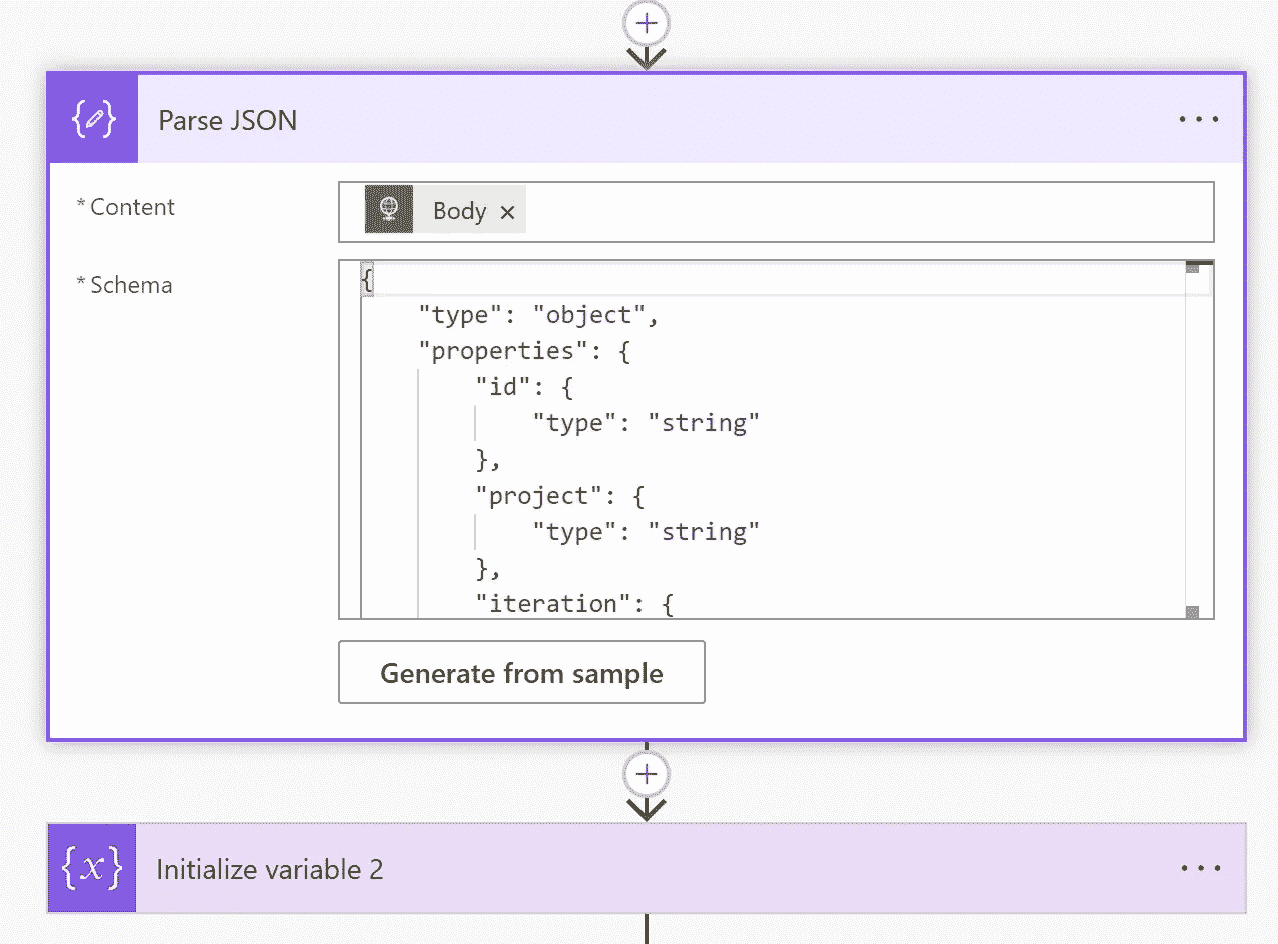 Parse JSON
* Content
Body
* Schema
{
"type": "object",
"properties": {
"id": {
"type": "string"
},
"project": {
"type": "string"
},
"iteration": {
Generate from sample
{x} Initialize variable 2